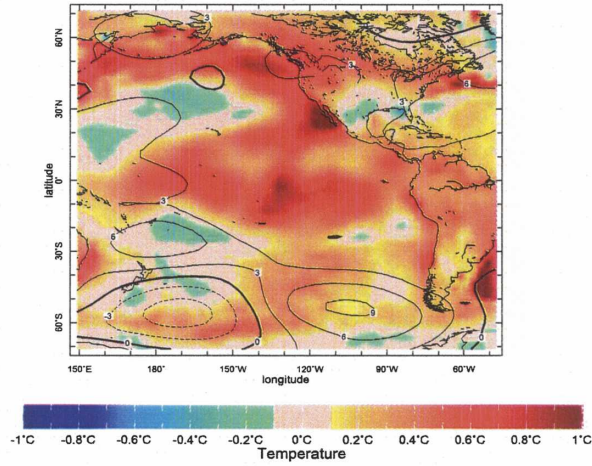 3
60°N
3
3
6
30°N
latitude
0°
3
6
30°S
3
-3
9
60°S
6
0
0
0
150°E
180°
150°W
120°W
90°W
60°W
longitude
-1°C
-0.8°C
-0.6°C
-0.4°C
-0.2°C
0°C
0.2°C
0.4°C
0.6°C
0.8°C
1°C
Temperature